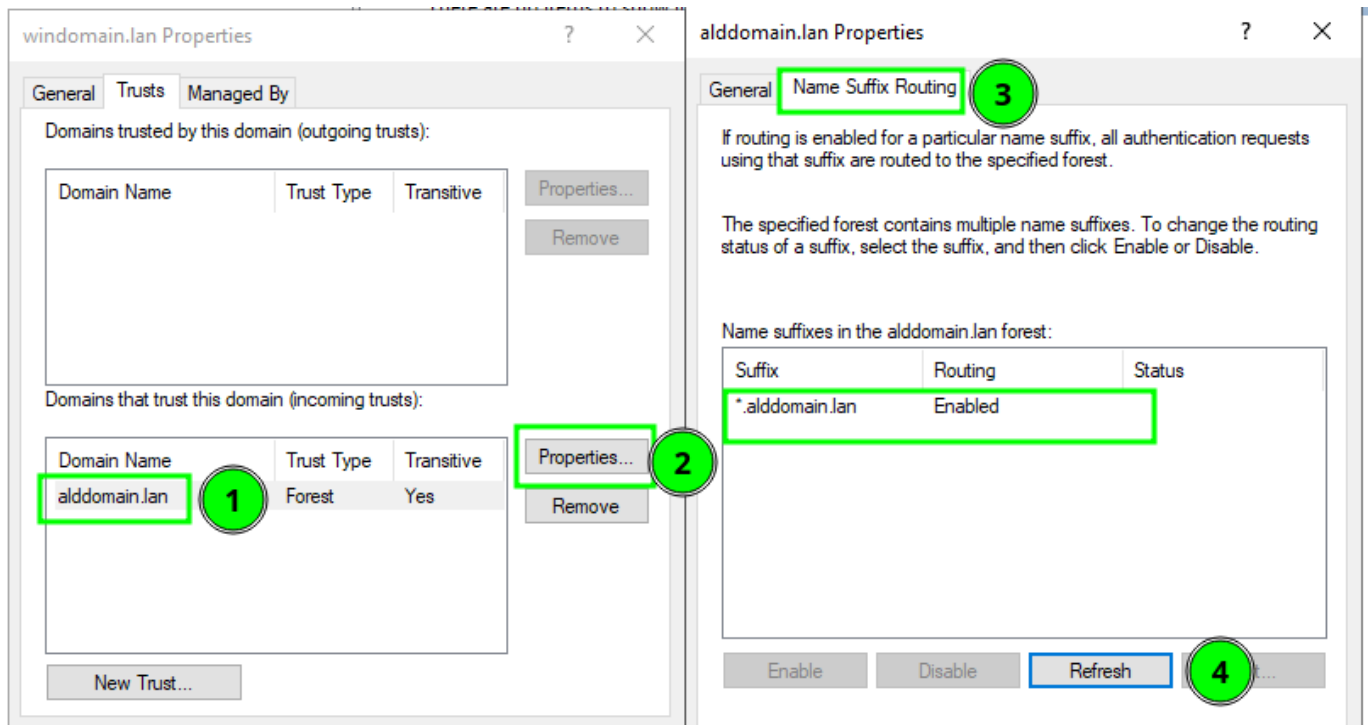 windomain.lan Properties ? ✕
General Trusts Managed By
Domains trusted by this domain (outgoing trusts):
Domain Name Trust Type Transitive
Properties...
Remove
Domains that trust this domain (incoming trusts):
Domain Name Trust Type Transitive
alddomain.lan 1 Forest Yes
Properties... 2
Remove
New Trust...
alddomain.lan Properties ? ✕
General Name Suffix Routing 3
If routing is enabled for a particular name suffix, all authentication requests
using that suffix are routed to the specified forest.
The specified forest contains multiple name suffixes. To change the routing
status of a suffix, select the suffix, and then click Enable or Disable.
Name suffixes in the alddomain.lan forest:
Suffix Routing Status
*.alddomain.lan Enabled
Enable Disable Refresh 4